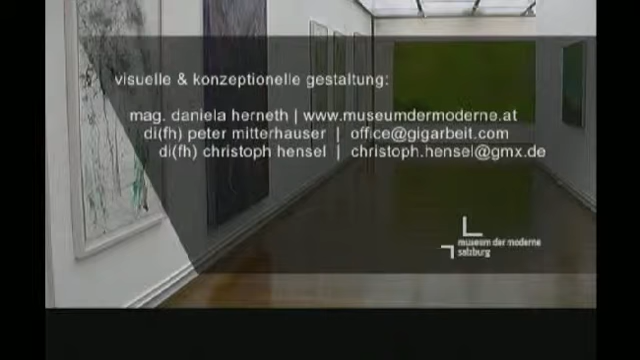 visuelle & konzeptionelle gestaltung:
mag. daniela herneth | www.museumdermoderne.at
di(fh) peter mitterhauser | office@gigarbeit.com
di(fh) christoph hensel | christoph.hensel@gmx.de
museum der moderne
salzburg